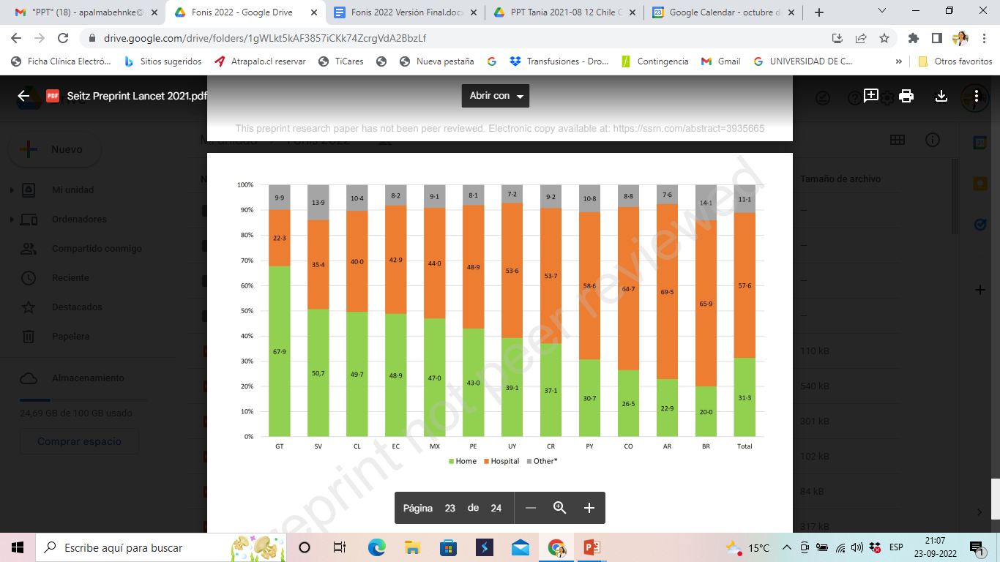 "PPT" (18) - apalmabehnke@
Fonis 2022 - Google Drive
Fonis 2022 Versión Final.docx
PPT Tania 2021-08 12 Chile C
Google Calendar - octubre d
drive.google.com/drive/folders/1gWLkt5kAF3857iCKk74ZcrgVdA2BbzLf
Ficha Clínica Electró...
Sitios sugeridos
Atrapalo.cl reservar
TiCares
Nueva pestaña
Transfusiones - Dro...
Contingencia
Gmail
UNIVERSIDAD DE C...
»
Otros favoritos
PDF
Seitz Preprint Lancet 2021.pdf
Abrir con
This preprint research paper has not been peer reviewed. Electronic copy available at: https://ssrn.com/abstract=3935665
Mi unidad
Fonis 2022
Nuevo
Mi unidad
Ordenadores
Compartido conmigo
Reciente
Destacados
Papelera
Almacenamiento
24,69 GB de 100 GB usado
Comprar espacio
Tamaño de archivo
110 kB
540 kB
301 kB
102 kB
84 kB
317 kB
100%
90%
80%
70%
60%
50%
40%
30%
20%
10%
0%
9·9 13·9 10·4 8·2 9·1 8·1 7·2 9·2 10·8 8·8 7·6 14·1 11·1
22·3 35·4 40·0 42·9 44·0 48·9 53·6 53·7 58·6 64·7 69·5 65·9 57·6
67·9 50,7 49·7 48·9 47·0 43·0 39·1 37·1 30·7 26·5 22·9 20·0 31·3
GT SV CL EC MX PE UY CR PY CO AR BR Total
Home Hospital Other*
reprint not peer reviewed
Página 23 de 24
Escribe aquí para buscar
15°C
ESP
21:07
23-09-2022
1